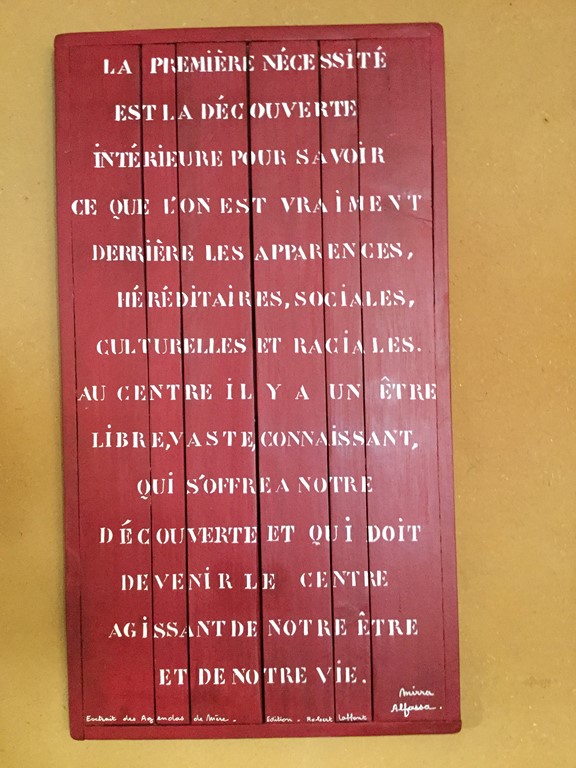 LA PREMIÈRE NÉCESSITÉ
EST LA DÉCOUVERTE
INTÉRIEURE POUR SAVOIR
CE QUE L'ON EST VRAIMENT
DERRIÈRE LES APPARENCES,
HÉRÉDITAIRES, SOCIALES,
CULTURELLES ET RACIALES.
AU CENTRE IL Y A UN ÊTRE
LIBRE, VASTE, CONNAISSANT,
QUI S'OFFRE A NOTRE
DÉCOUVERTE ET QUI DOIT
DEVENIR LE CENTRE
AGISSANT DE NOTRE ÊTRE
ET DE NOTRE VIE.
Mirra
Alfassa.
Extrait des Agendas de Mère. Edition. Robert Laffont